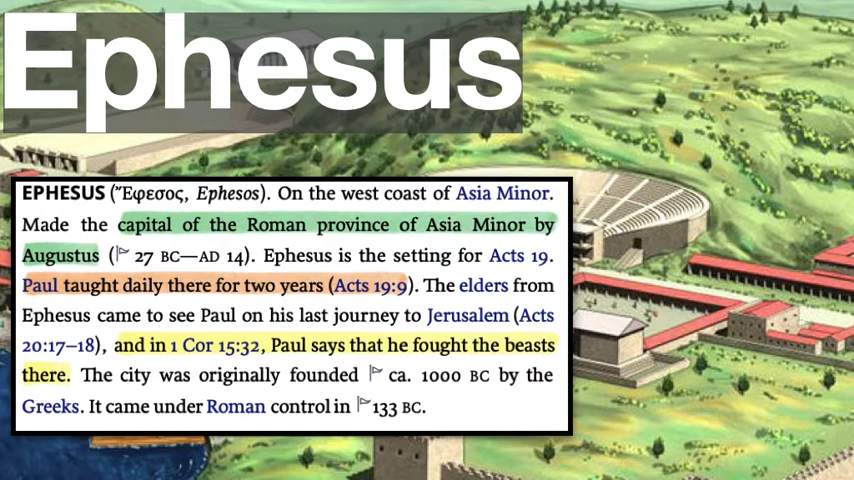 Ephesus
EPHESUS (Ἔφεσος, Ephesos). On the west coast of Asia Minor.
Made the capital of the Roman province of Asia Minor by
Augustus (27 BC—AD 14). Ephesus is the setting for Acts 19.
Paul taught daily there for two years (Acts 19:9). The elders from
Ephesus came to see Paul on his last journey to Jerusalem (Acts
20:17–18), and in 1 Cor 15:32, Paul says that he fought the beasts
there. The city was originally founded ca. 1000 BC by the
Greeks. It came under Roman control in 133 BC.